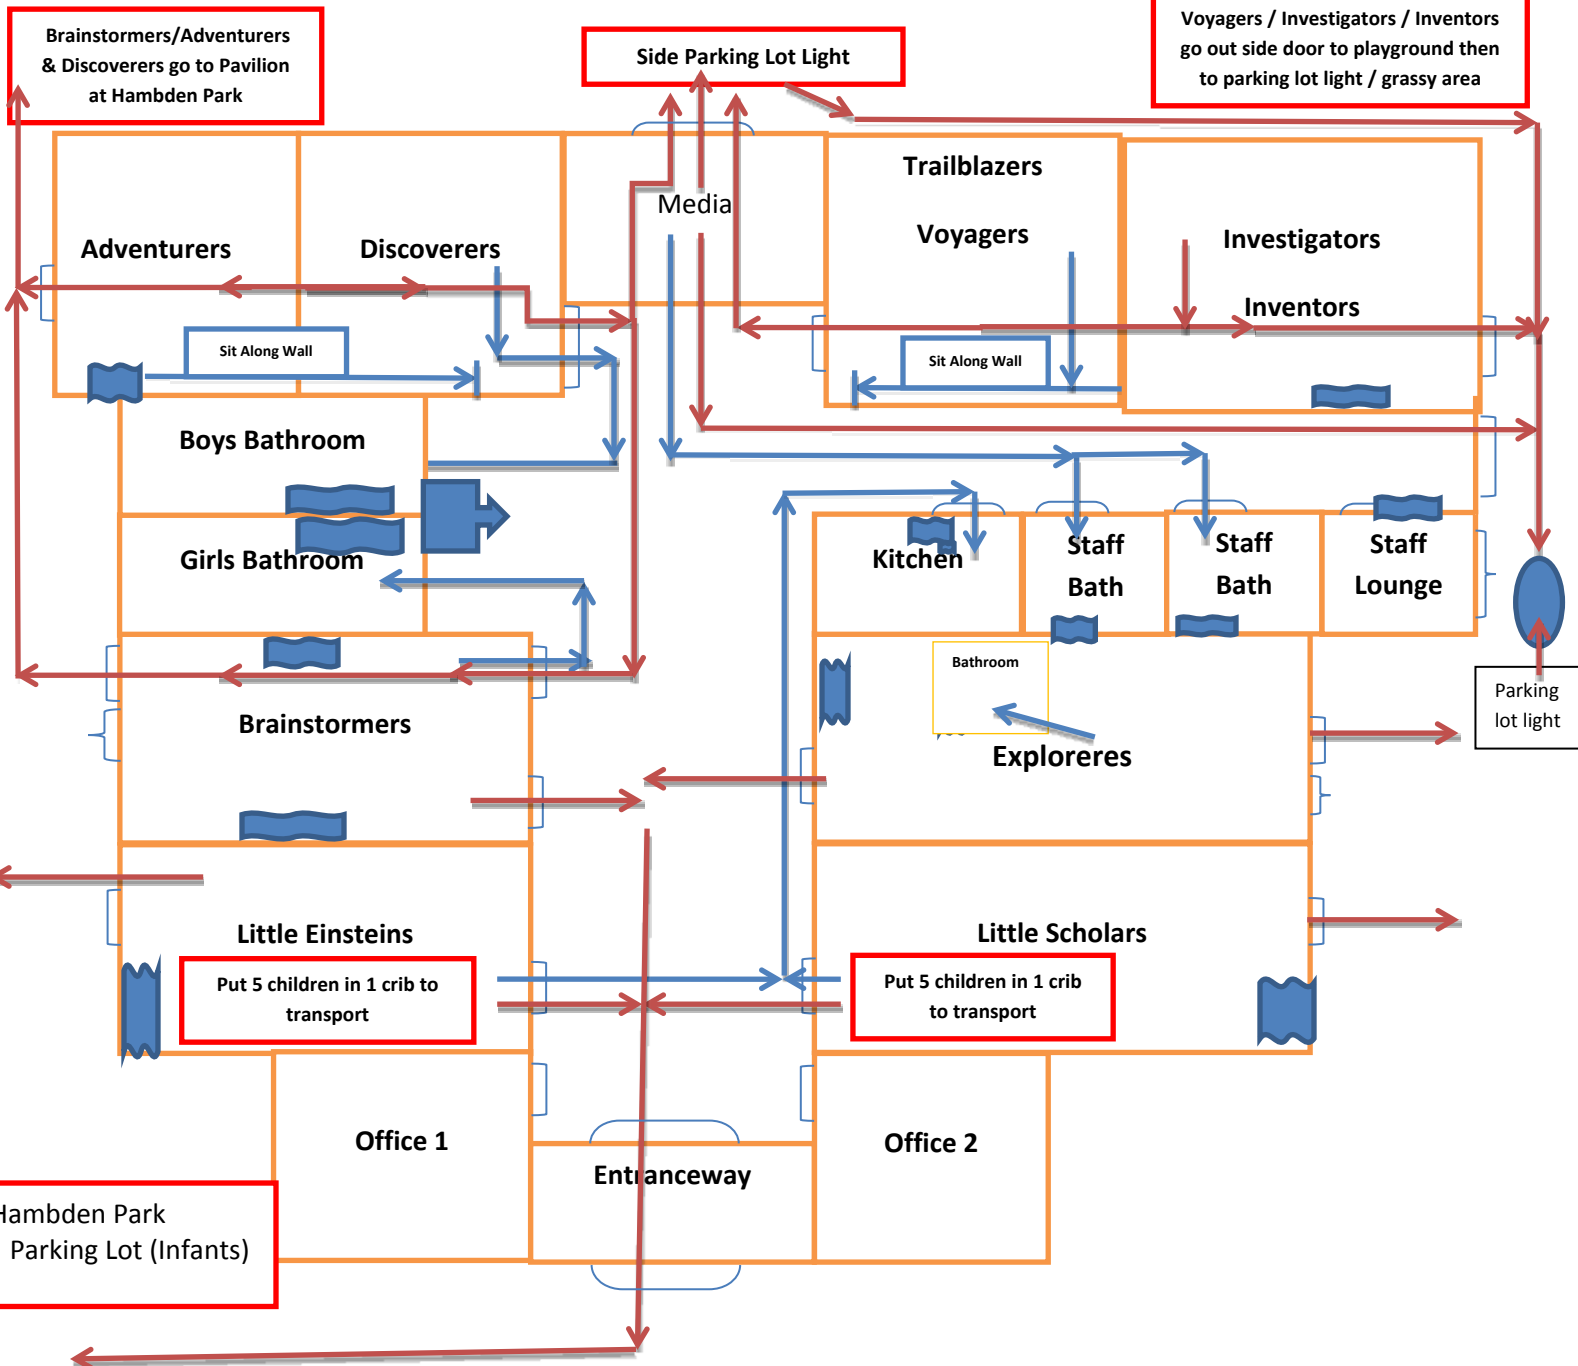 Brainstormers/Adventurers
& Discoverers go to Pavilion
at Hambden Park
Side Parking Lot Light
Voyagers / Investigators / Inventors
go out side door to playground then
to parking lot light / grassy area
Adventurers
Discoverers
Media
Trailblazers
Voyagers
Investigators
Inventors
Sit Along Wall
Sit Along Wall
Boys Bathroom
Girls Bathroom
Kitchen
Staff
Bath
Staff
Bath
Staff
Lounge
Brainstormers
Bathroom
Exploreres
Parking
lot light
Little Einsteins
Put 5 children in 1 crib to
transport
Little Scholars
Put 5 children in 1 crib
to transport
Office 1
Entranceway
Office 2
Hambden Park
Parking Lot (Infants)